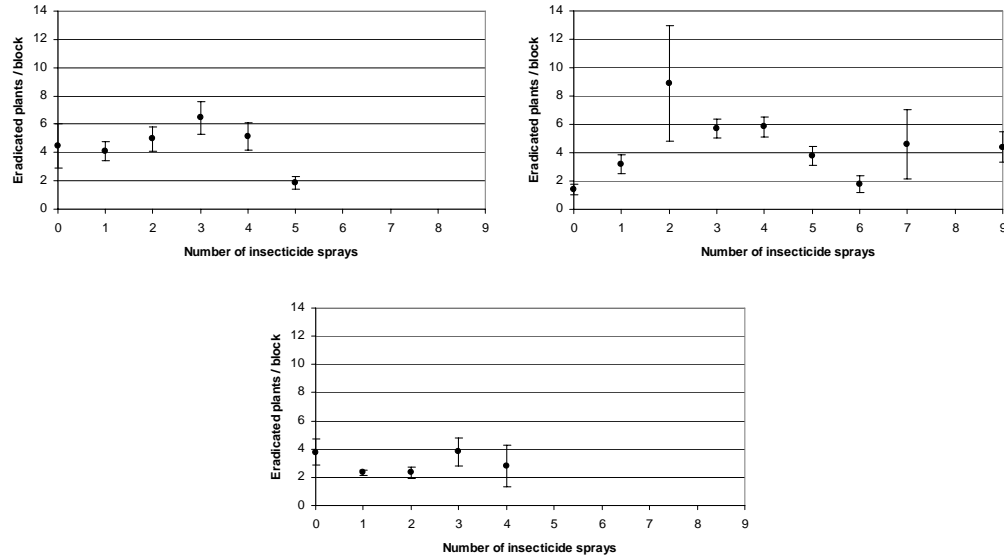 14
12
10
8
6
4
2
0
Eradicated plants / block
0 1 2 3 4 5 6 7 8 9
Number of insecticide sprays
14
12
10
8
6
4
2
0
Eradicated plants / block
0 1 2 3 4 5 6 7 8 9
Number of insecticide sprays
14
12
10
8
6
4
2
0
Eradicated plants / block
0 1 2 3 4 5 6 7 8 9
Number of insecticide sprays